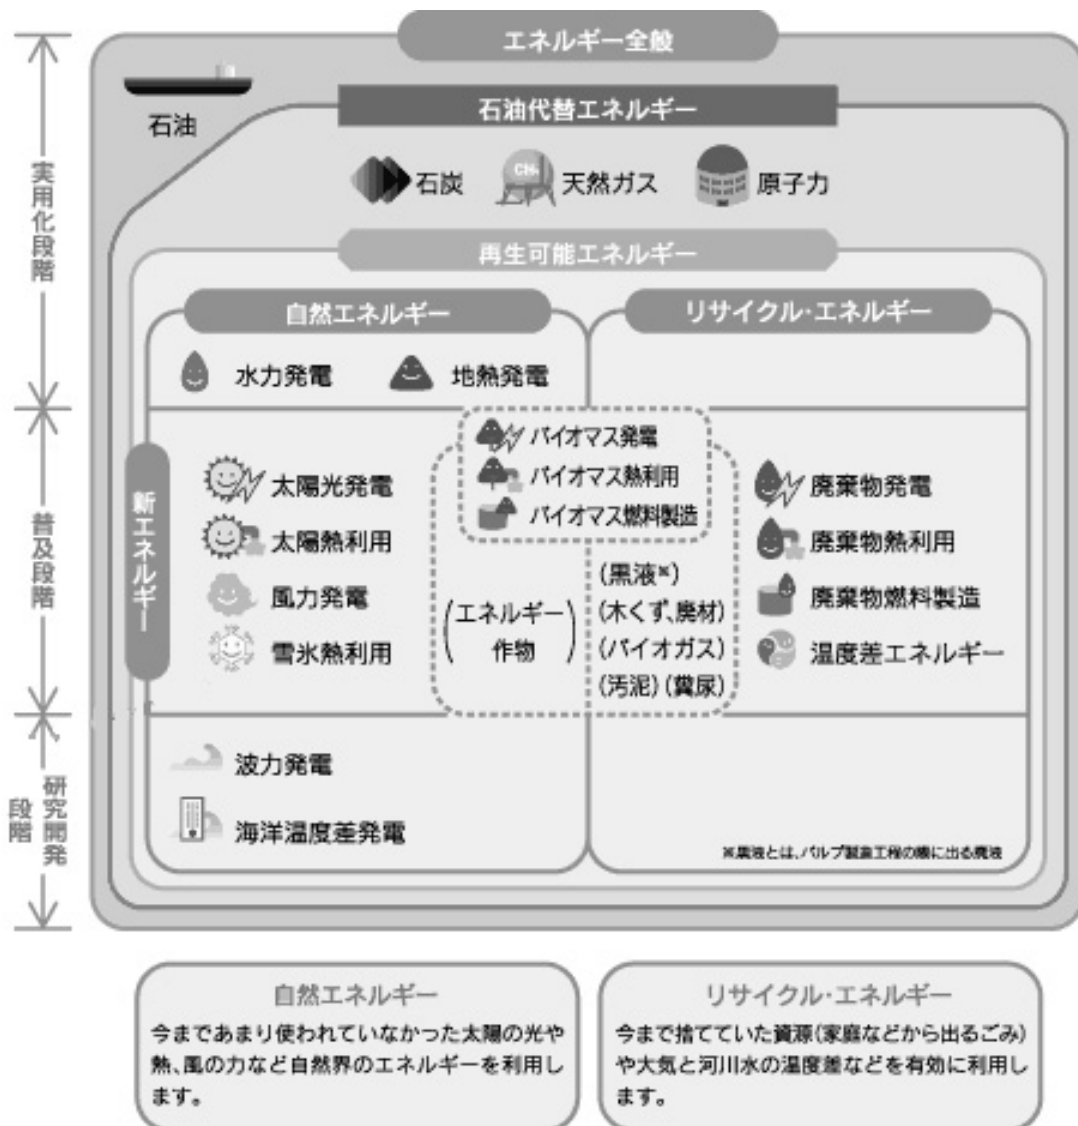 エネルギー全般
石油
石油代替エネルギー
石炭
CH₄
天然ガス
原子力
再生可能エネルギー
自然エネルギー
リサイクル・エネルギー
水力発電
地熱発電
実用化段階
新エネルギー
普及段階
太陽光発電
太陽熱利用
風力発電
雪氷熱利用
バイオマス発電
バイオマス熱利用
バイオマス燃料製造
(エネルギー
作物)
(黒液※)
(木くず、廃材)
(バイオガス)
(汚泥)(糞尿)
廃棄物発電
廃棄物熱利用
廃棄物燃料製造
温度差エネルギー
研究開発
段階
波力発電
海洋温度差発電
※黒液とは、パルプ製造工程の際に出る廃液
自然エネルギー
今まであまり使われていなかった太陽の光や
熱、風の力など自然界のエネルギーを利用し
ます。
リサイクル・エネルギー
今まで捨てていた資源(家庭などから出るごみ)
や大気と河川水の温度差などを有効に利用し
ます。